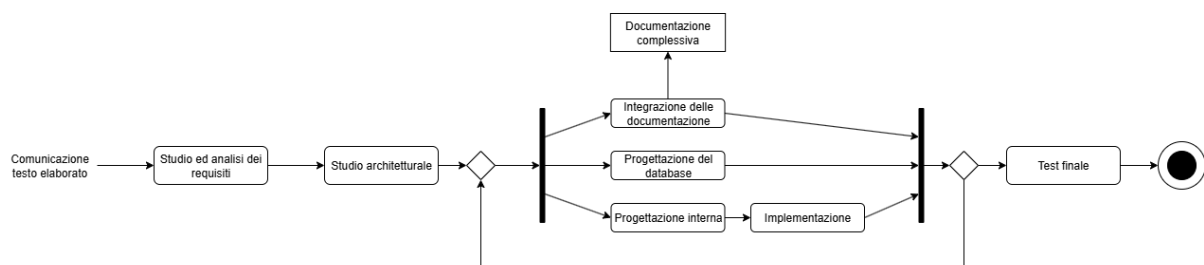 Documentazione
complessiva
Integrazione delle
documentazione
Comunicazione
testo elaborato
Studio ed analisi dei
requisiti
Studio architetturale
Progettazione del
database
Test finale
Progettazione interna
Implementazione